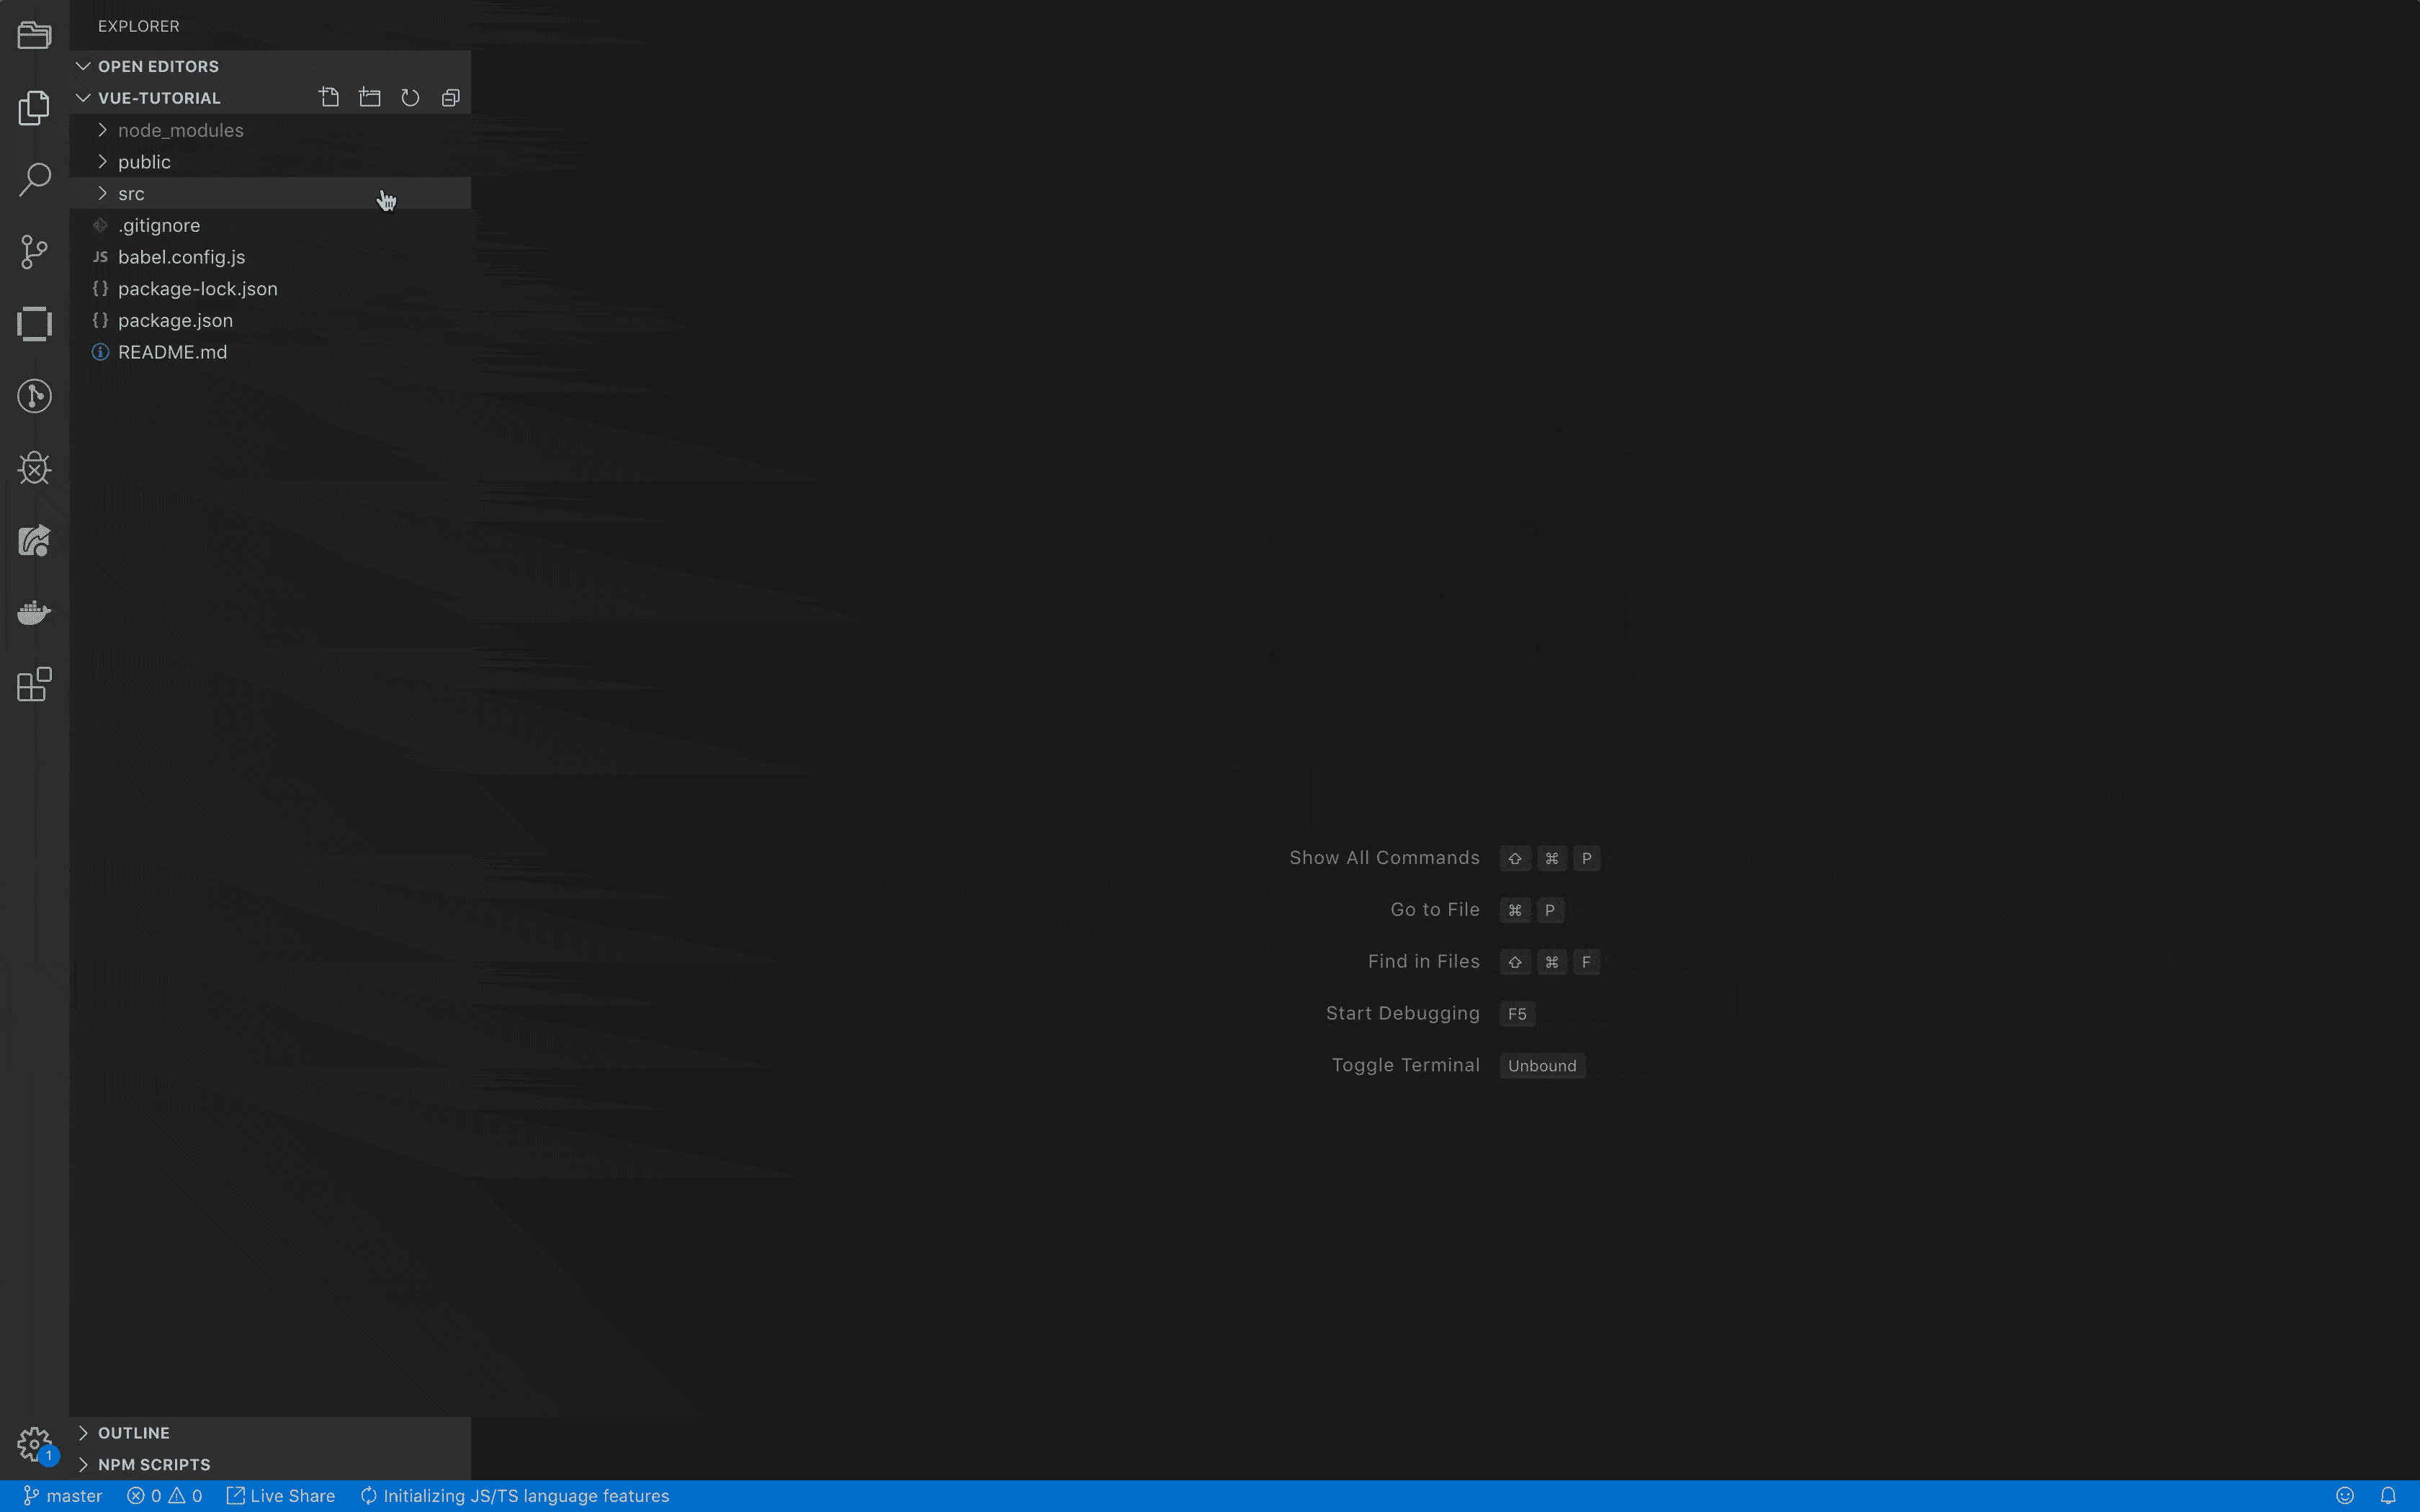 EXPLORER
OPEN EDITORS
VUE-TUTORIAL
node_modules
public
src
.gitignore
JS babel.config.js
{} package-lock.json
{} package.json
README.md
Show All Commands ⇧ ⌘ P
Go to File ⌘ P
Find in Files ⇧ ⌘ F
Start Debugging F5
Toggle Terminal Unbound
OUTLINE
1
NPM SCRIPTS
master 0 0 Live Share Initializing JS/TS language features